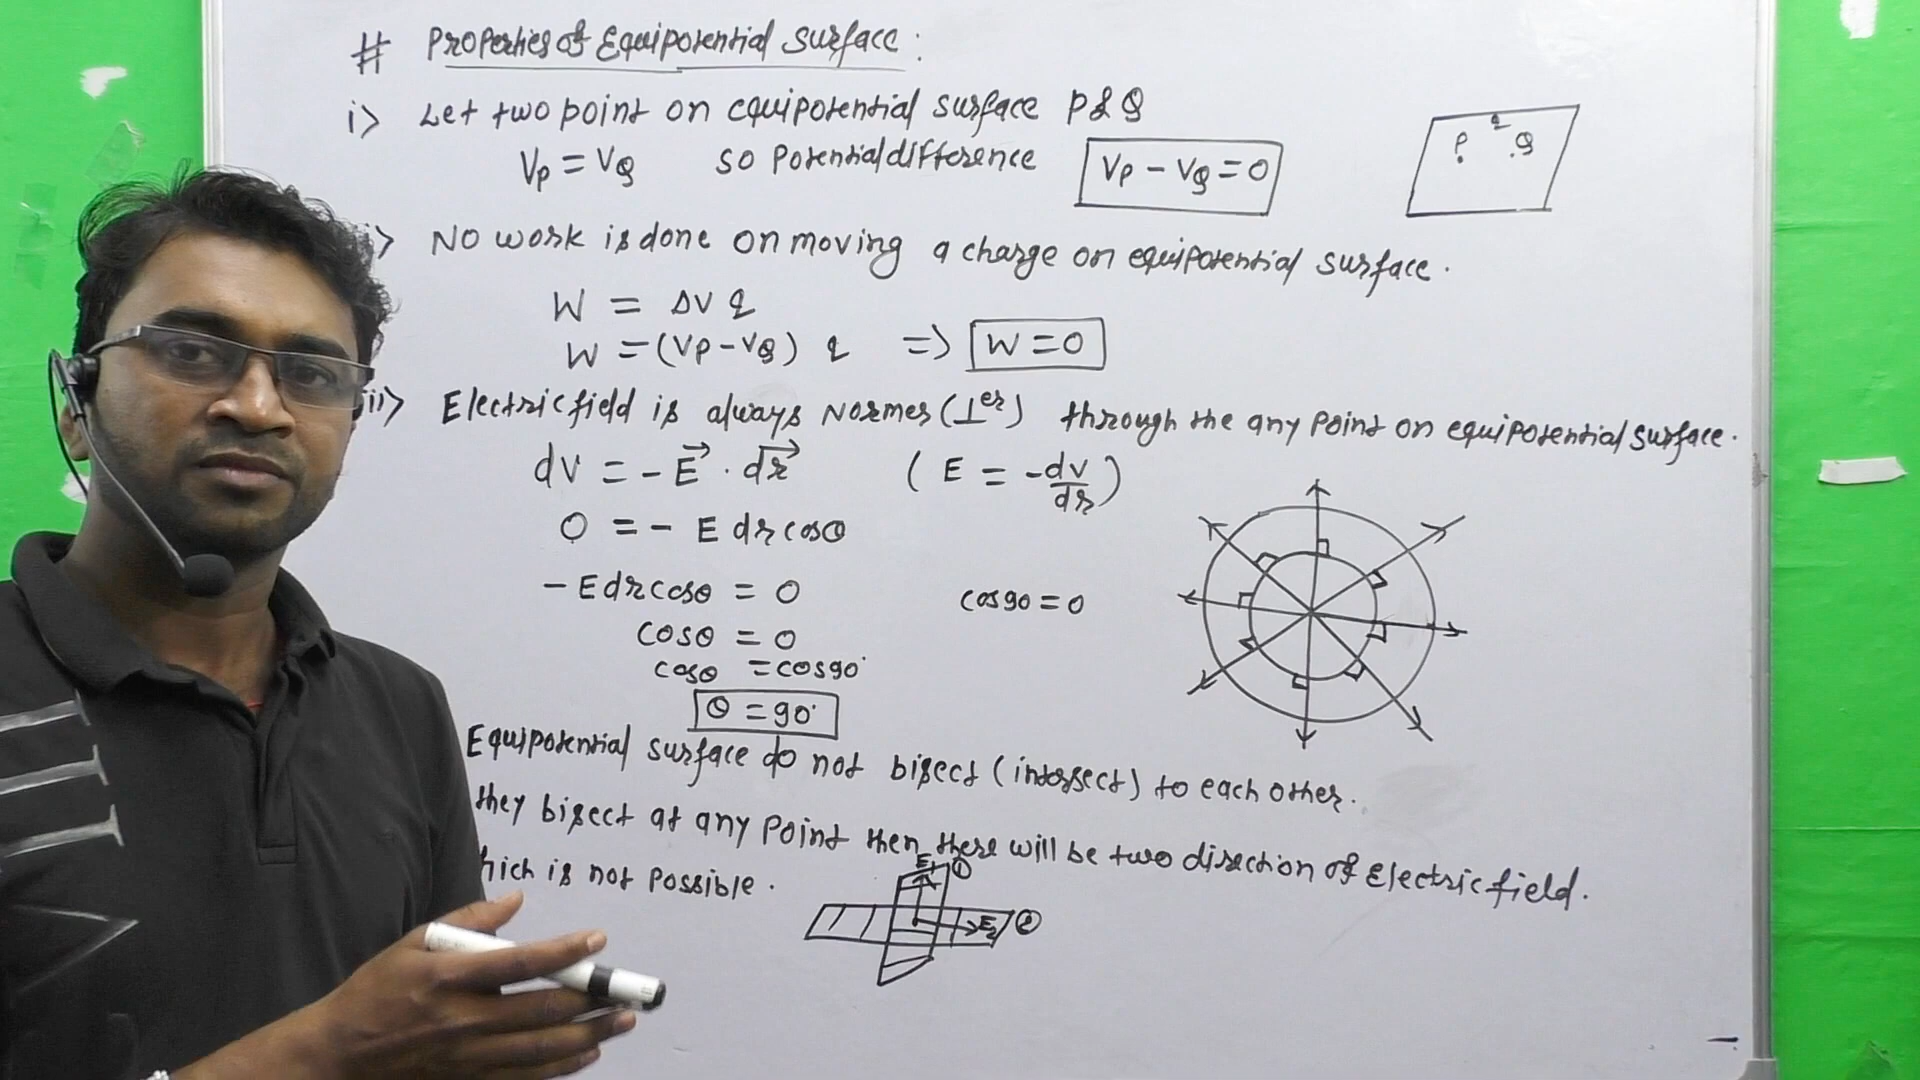 # Properties of Equipotential Surface :
i> Let two point on equipotential surface P & Q
Vp = VQ so Potential difference Vp - VQ = 0
P q Q
i> No work is done on moving a charge on equipotential surface.
W = ΔV q
W = (Vp - VQ) q => W = 0
ii> Electric field is always Normer (⊥er) through the any point on equipotential surface.
dV = - E⃗ . dr⃗ ( E = - dv/dr )
0 = - E dr cosθ
- E dr cosθ = 0 cos90 = 0
cosθ = 0
cosθ = cos90°
θ = 90°
Equipotential surface do not bisect (intersect) to each other.
they bisect at any point then there will be two direction of electric field.
hich is not possible.
E1 ①
E2 ②